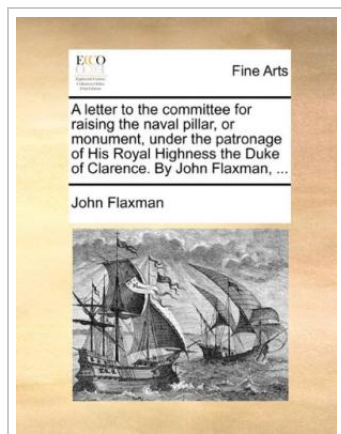 ECCO
Fine Arts
A letter to the committee for
raising the naval pillar, or
monument, under the patronage
of His Royal Highness the Duke
of Clarence. By John Flaxman, ...
John Flaxman